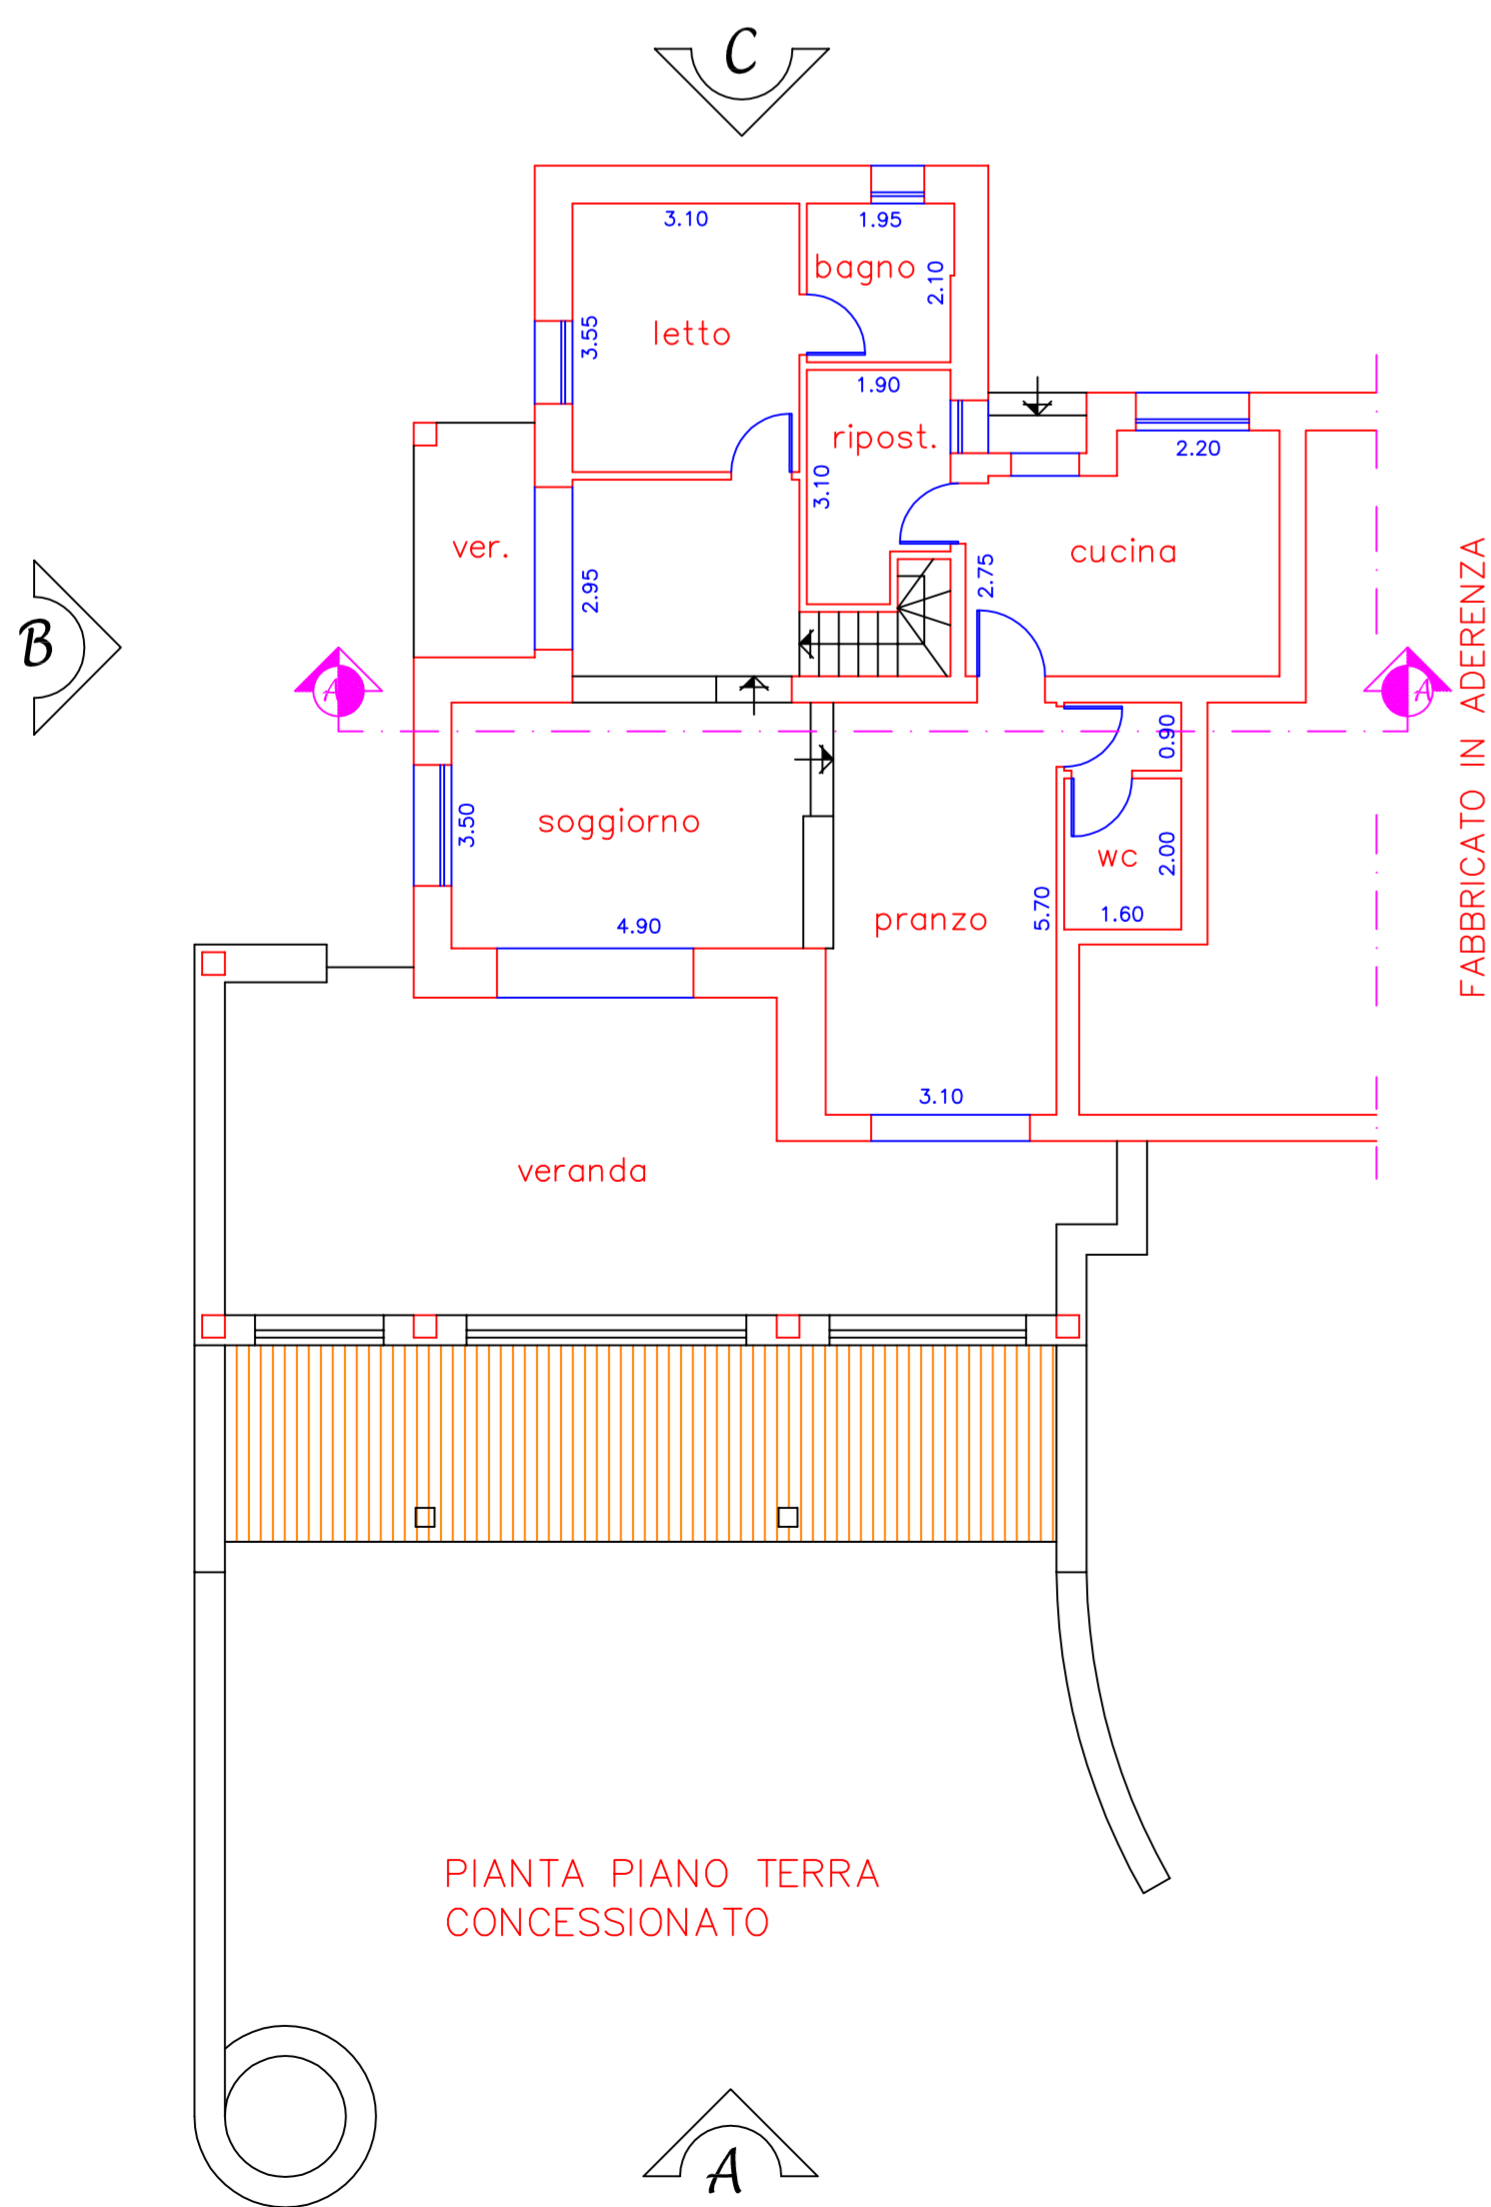 C
3.10
1.95
bagno
2.10
letto
3.55
1.90
ripost.
3.10
2.20
ver.
cucina
2.95
2.75
B
A
A
FABBRICATO IN ADERENZA
0.90
soggiorno
3.50
wc
2.00
pranzo
5.70
1.60
4.90
3.10
veranda
PIANTA PIANO TERRA
CONCESSIONATO
A